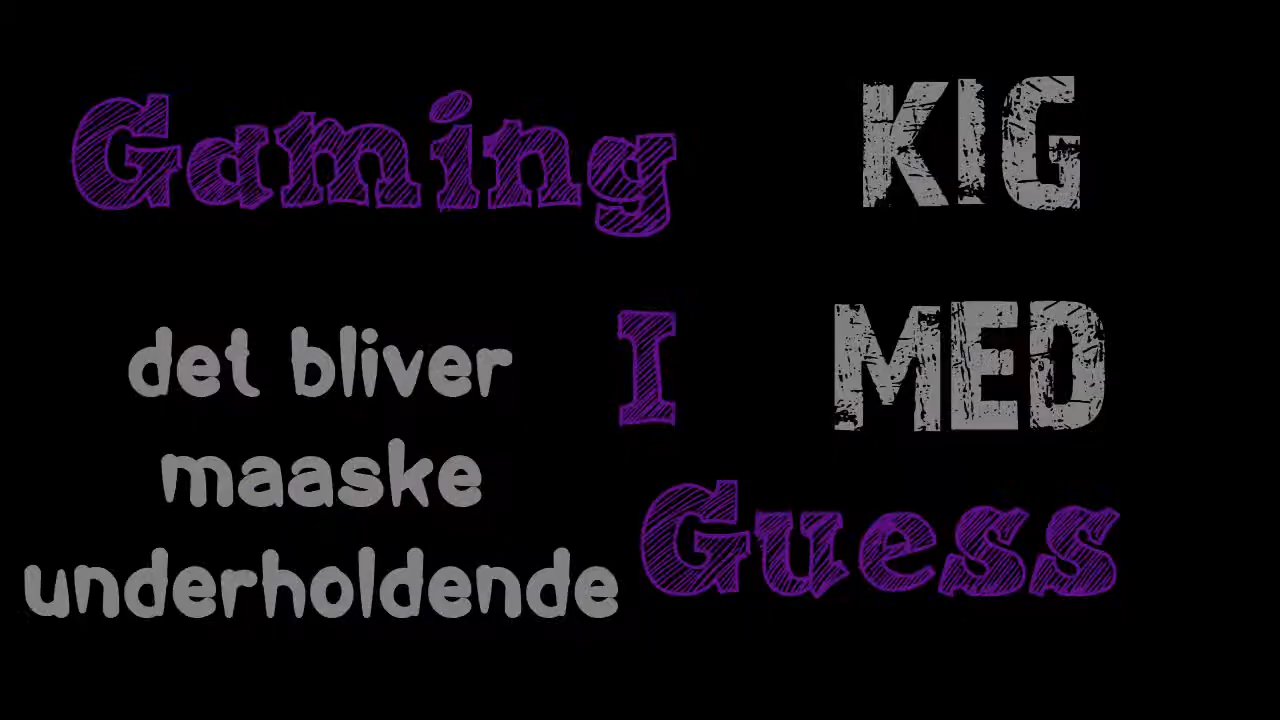 Gaming
I
Guess
KIG
MED
det bliver
maaske
underholdende